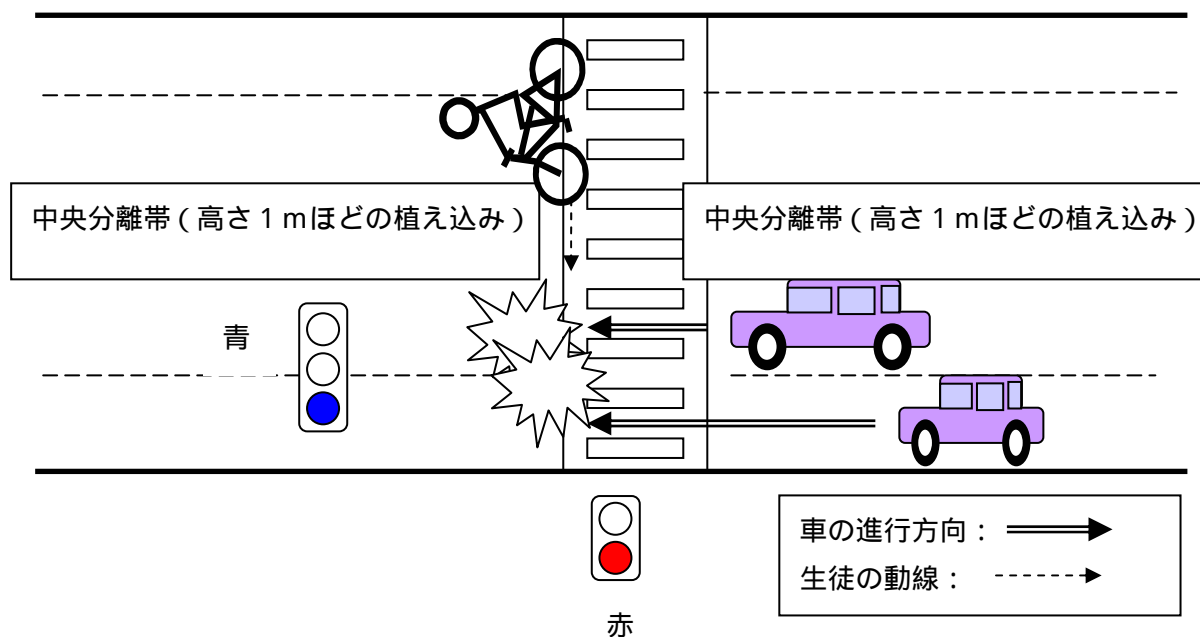 中央分離帯（高さ１ｍほどの植え込み）
中央分離帯（高さ１ｍほどの植え込み）
青
車の進行方向：
生徒の動線：
赤